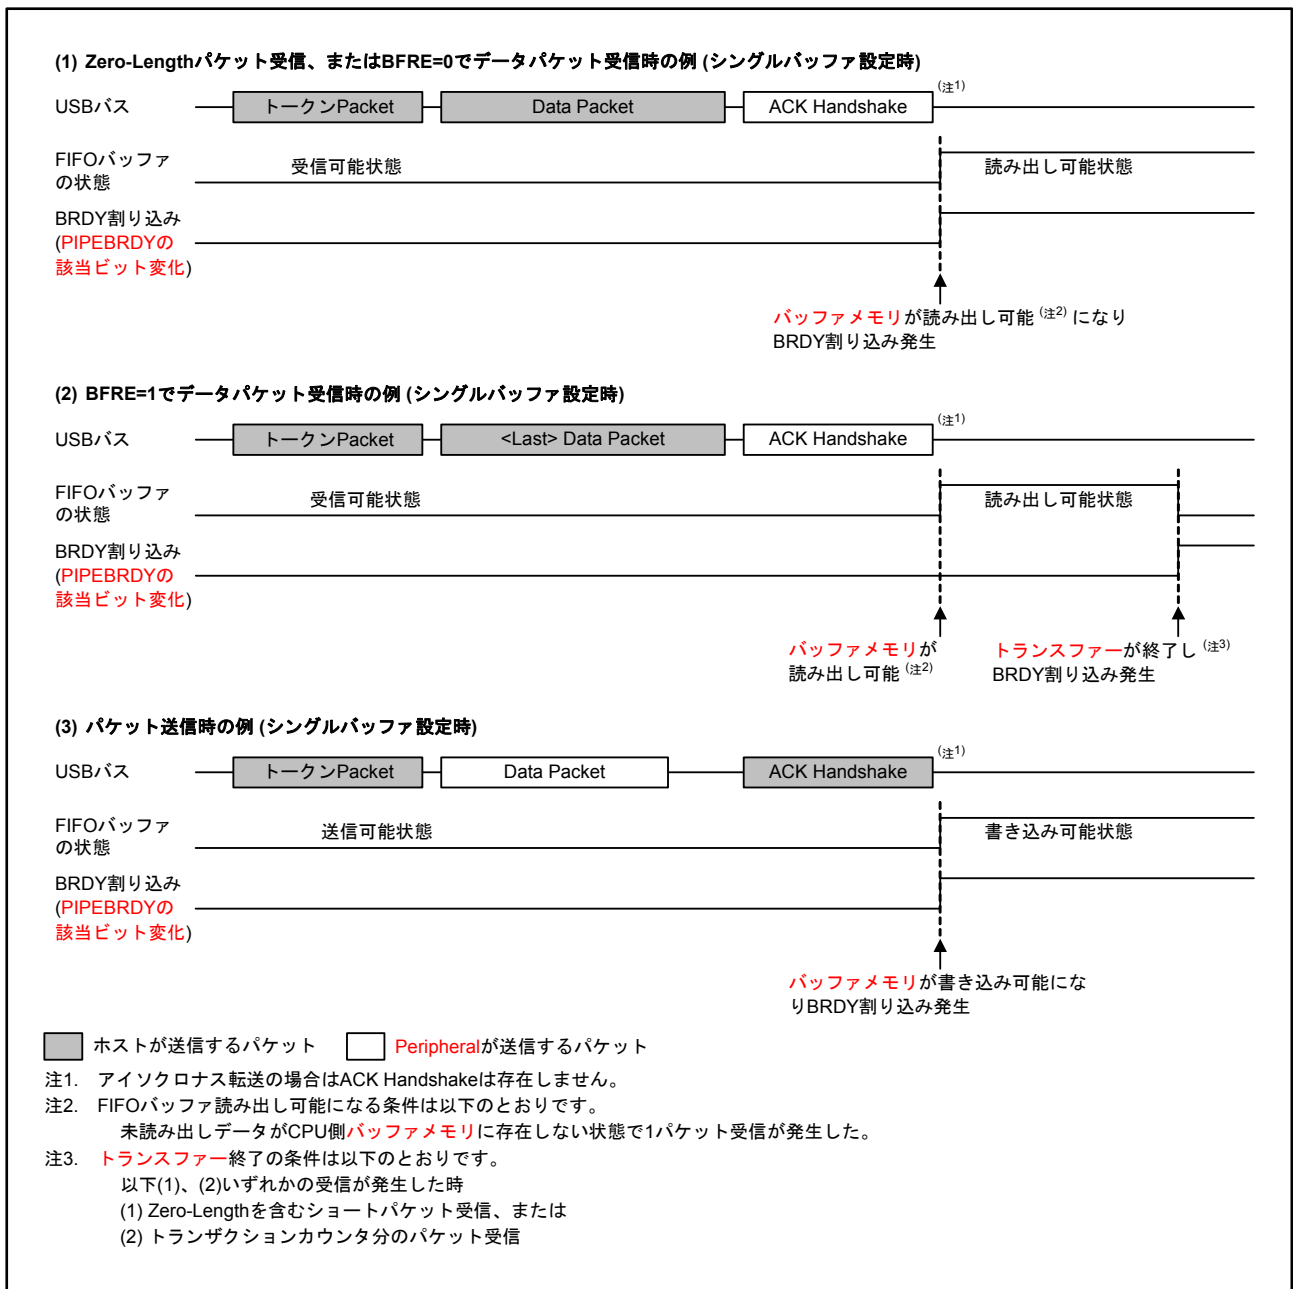 (1) Zero-Lengthパケット受信、またはBFRE=0でデータパケット受信時の例 (シングルバッファ設定時)
USBバス
トークンPacket
Data Packet
ACK Handshake
(注1)
FIFOバッファ
の状態
受信可能状態
読み出し可能状態
BRDY割り込み
(PIPEBRDYの
該当ビット変化)
バッファメモリが読み出し可能 (注2) になり
BRDY割り込み発生
(2) BFRE=1でデータパケット受信時の例 (シングルバッファ設定時)
USBバス
トークンPacket
<Last> Data Packet
ACK Handshake
(注1)
FIFOバッファ
の状態
受信可能状態
読み出し可能状態
BRDY割り込み
(PIPEBRDYの
該当ビット変化)
バッファメモリが
読み出し可能 (注2)
トランスファーが終了し (注3)
BRDY割り込み発生
(3) パケット送信時の例 (シングルバッファ設定時)
USBバス
トークンPacket
Data Packet
ACK Handshake
(注1)
FIFOバッファ
の状態
送信可能状態
書き込み可能状態
BRDY割り込み
(PIPEBRDYの
該当ビット変化)
バッファメモリが書き込み可能にな
りBRDY割り込み発生
ホストが送信するパケット
Peripheralが送信するパケット
注1. アイソクロナス転送の場合はACK Handshakeは存在しません。
注2. FIFOバッファ読み出し可能になる条件は以下のとおりです。
未読み出しデータがCPU側バッファメモリに存在しない状態で1パケット受信が発生した。
注3. トランスファー終了の条件は以下のとおりです。
以下(1)、(2)いずれかの受信が発生した時
(1) Zero-Lengthを含むショートパケット受信、または
(2) トランザクションカウンタ分のパケット受信